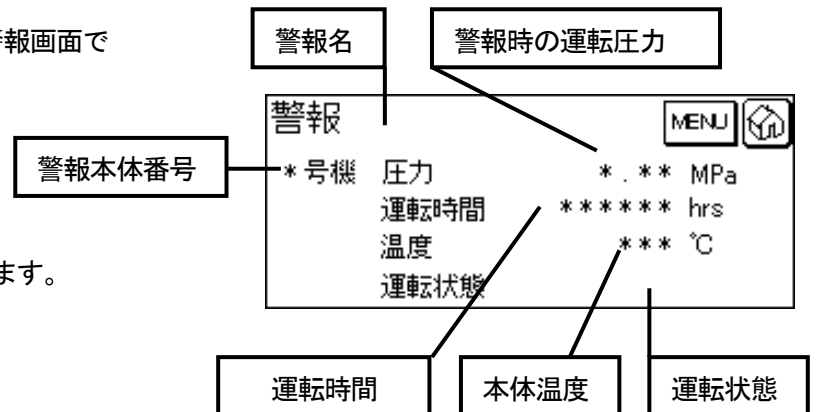 警報画面で
警報名
警報時の運転圧力
警報
MENU
警報本体番号
*号機 圧力 *.** MPa
運転時間 ****** hrs
温度 *** ℃
運転状態
ます。
運転時間
本体温度
運転状態